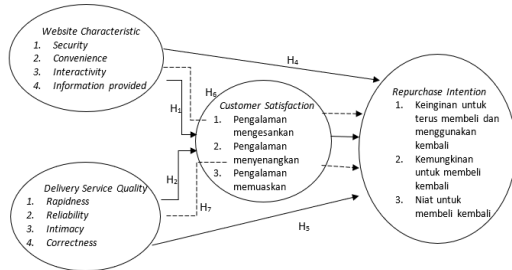 Website Characteristic
1. Security
2. Convenience
3. Interactivity
4. Information provided
H4
H6
H1
Customer Satisfaction
1. Pengalaman
mengesankan
2. Pengalaman
menyenangkan
3. Pengalaman
memuaskan
Repurchase Intention
1. Keinginan untuk
terus membeli dan
menggunakan
kembali
2. Kemungkinan
untuk membeli
kembali
3. Niat untuk
membeli kembali
Delivery Service Quality
1. Rapidness
2. Reliability
3. Intimacy
4. Correctness
H2
H7
H5